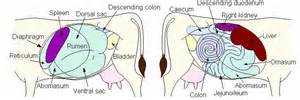 Descending colon
Spleen
Dorsal sac
Diaphragm
Rumen
Bladder
Reticulum
Abomasum
Ventral sac
Descending duodenum
Caecum
Right kidney
Liver
Omasum
Colon
Jejunoileum
Abomasum